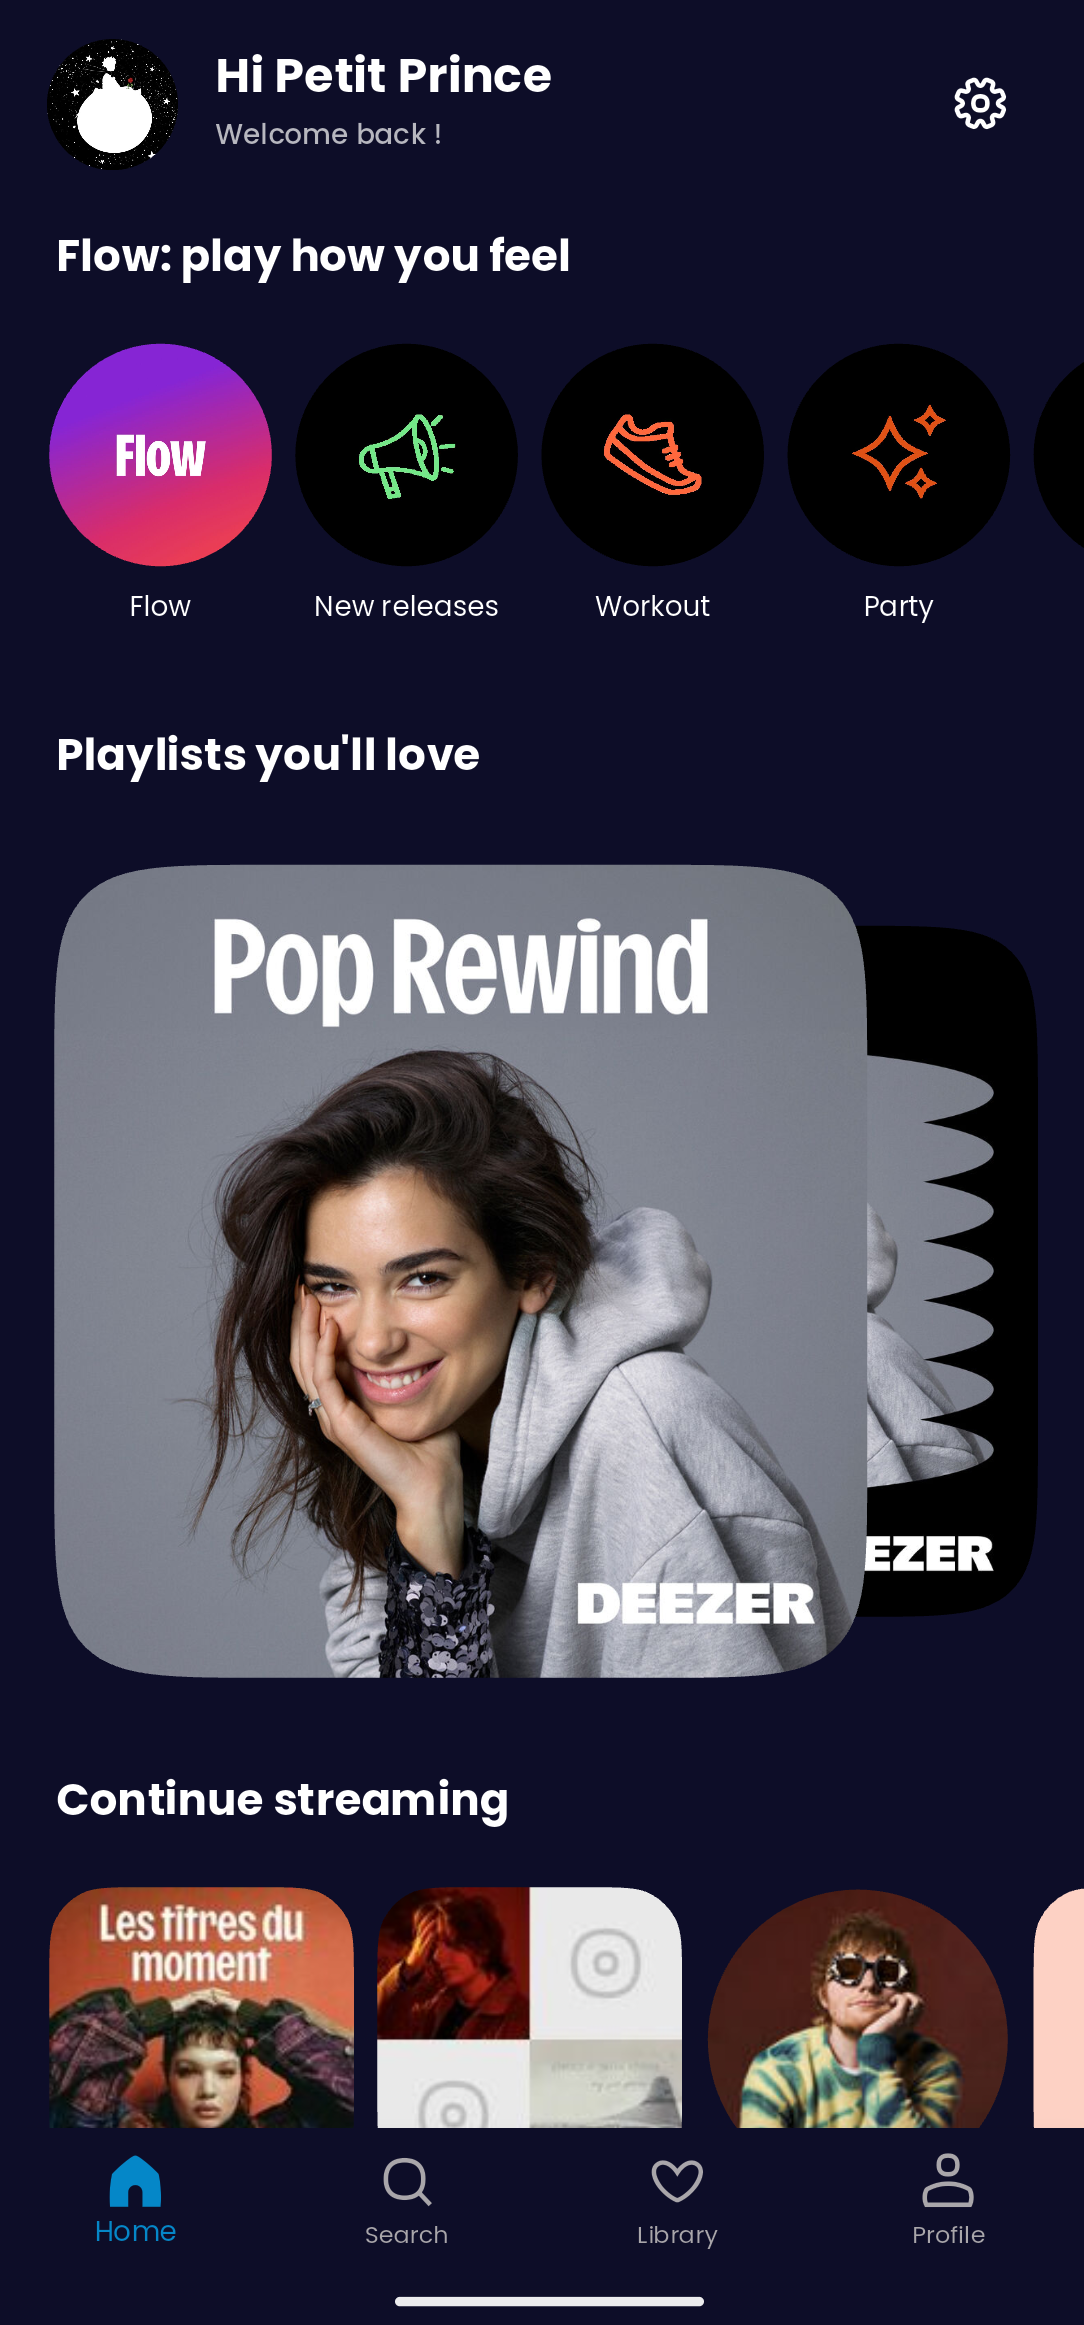 Hi Petit Prince
Welcome back !
Flow: play how you feel
Flow
Flow
New releases
Workout
Party
Playlists you'll love
Pop Rewind
DEEZER
EZER
Continue streaming
Les titres du
moment
Home
Search
Library
Profile